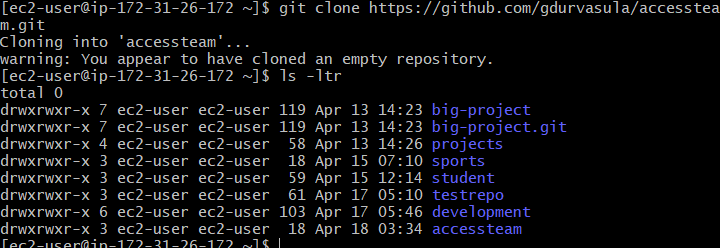 [ec2-user@ip-172-31-26-172 ~]$ git clone https://github.com/gdurvasula/accesstea
m.git
Cloning into 'accessteam'...
warning: You appear to have cloned an empty repository.
[ec2-user@ip-172-31-26-172 ~]$ ls -ltr
total 0
drwxrwxr-x 7 ec2-user ec2-user 119 Apr 13 14:23 big-project
drwxrwxr-x 7 ec2-user ec2-user 119 Apr 13 14:23 big-project.git
drwxrwxr-x 4 ec2-user ec2-user  58 Apr 13 14:26 projects
drwxrwxr-x 3 ec2-user ec2-user  18 Apr 15 07:10 sports
drwxrwxr-x 3 ec2-user ec2-user  59 Apr 15 12:14 student
drwxrwxr-x 3 ec2-user ec2-user  61 Apr 17 05:10 testrepo
drwxrwxr-x 6 ec2-user ec2-user 103 Apr 17 05:46 development
drwxrwxr-x 3 ec2-user ec2-user  18 Apr 18 03:34 accessteam
[ec2-user@ip-172-31-26-172 ~]$